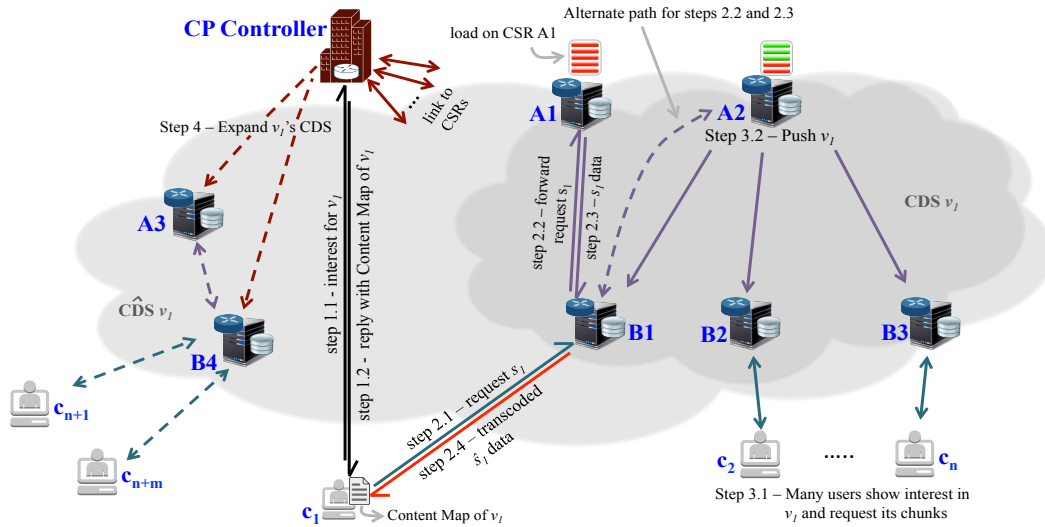 CP Controller
Alternate path for
steps 2.2 and 2.3
load on CSR A1
link to
CSRs
...
A1
A2
Step 4 – Expand v1's CDS
Step 3.2 – Push v1
A3
CDS v1
step 2.2 – forward
request s1
step 2.3 – s1 data
step 1.1 - interest for v1
step 1.2 - reply with Content Map of v1
ĈDS v1
B4
B1
B2
B3
step 2.1 – request s1
step 2.4 – transcoded
ŝ1 data
cn+1
cn+m
c1
Content Map of v1
c2
.....
cn
Step 3.1 – Many users show interest in
v1 and request its chunks